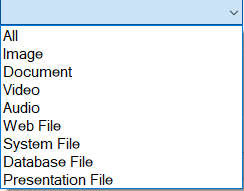 All
Image
Document
Video
Audio
Web File
System File
Database File
Presentation File